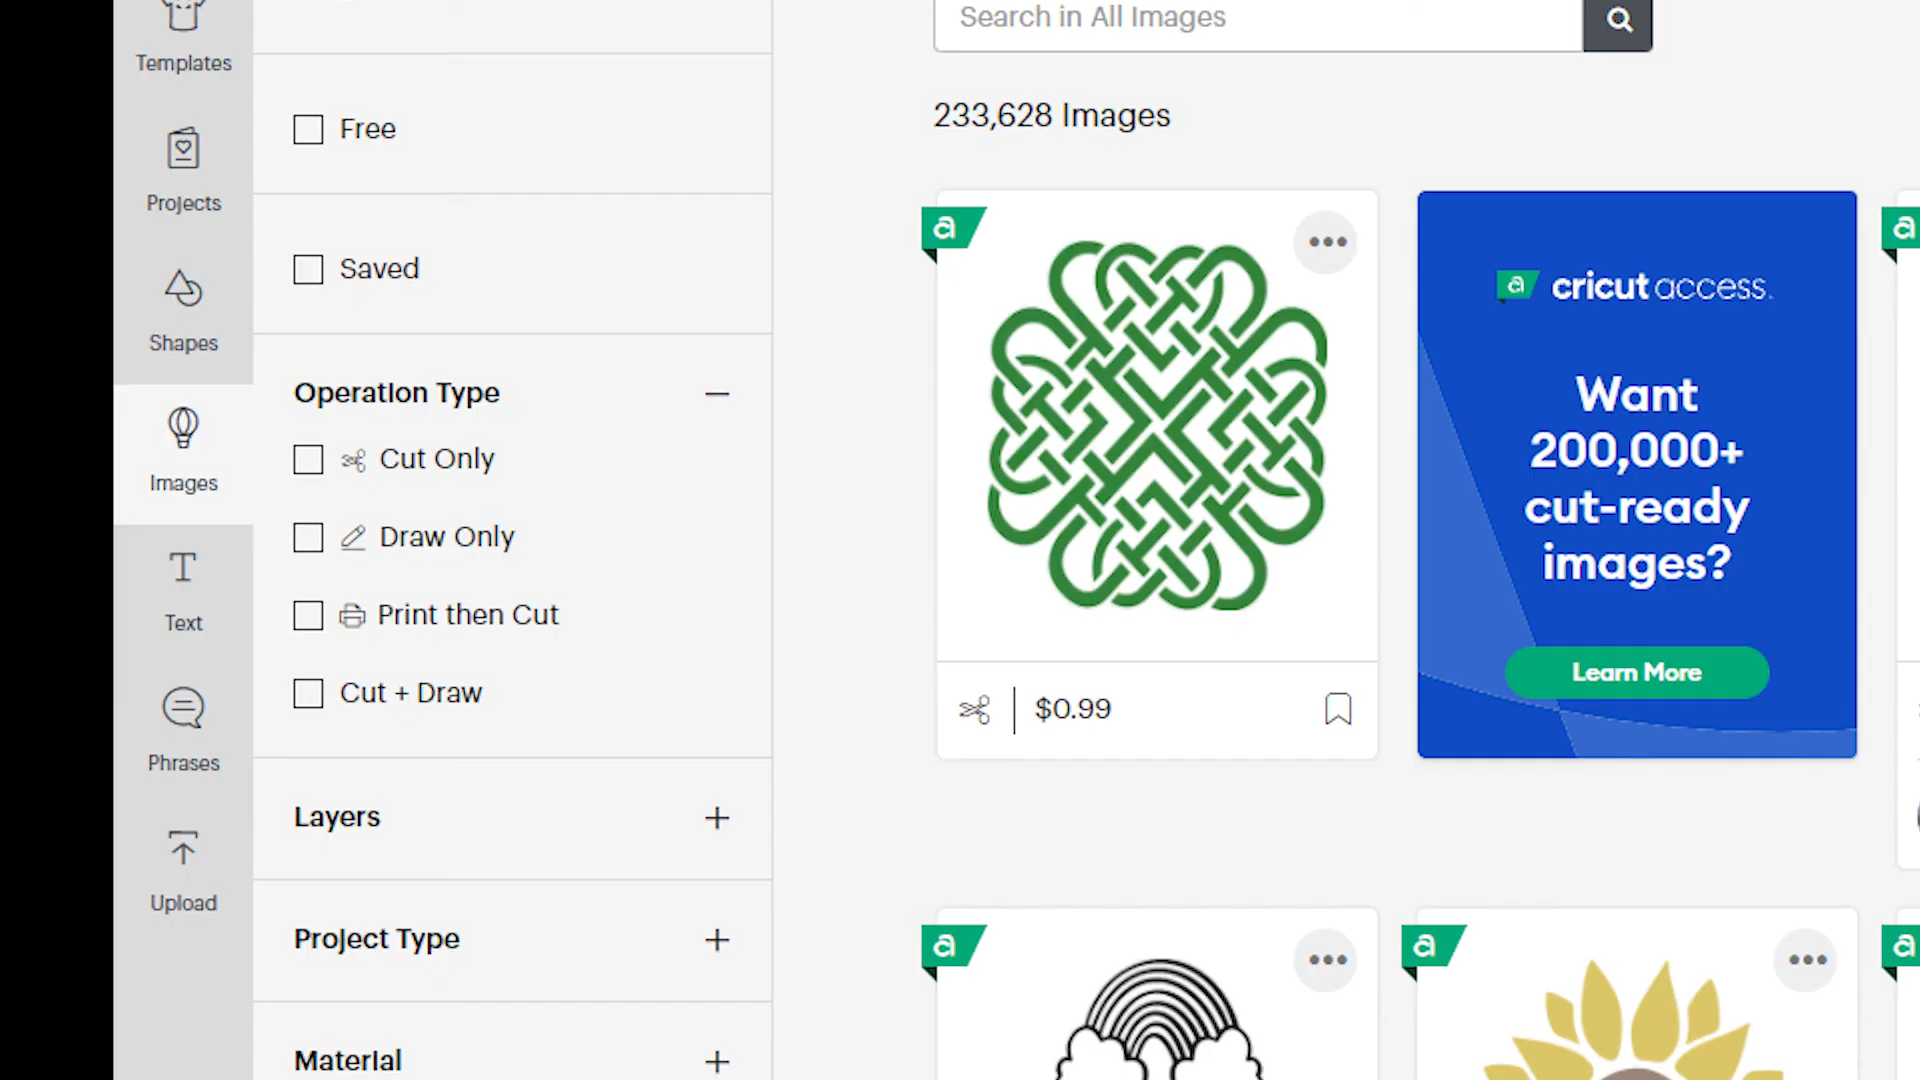 Templates
Projects
Shapes
Images
Text
Phrases
Upload
Free
Saved
Operation Type
Cut Only
Draw Only
Print then Cut
Cut + Draw
Layers
Project Type
Material
Search in All Images
233,628 Images
a
$0.99
a cricut access.
Want
200,000+
cut-ready
images?
Learn More
a
a
a
a